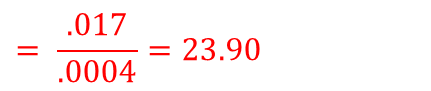 = .017 / .0004 = 23.90